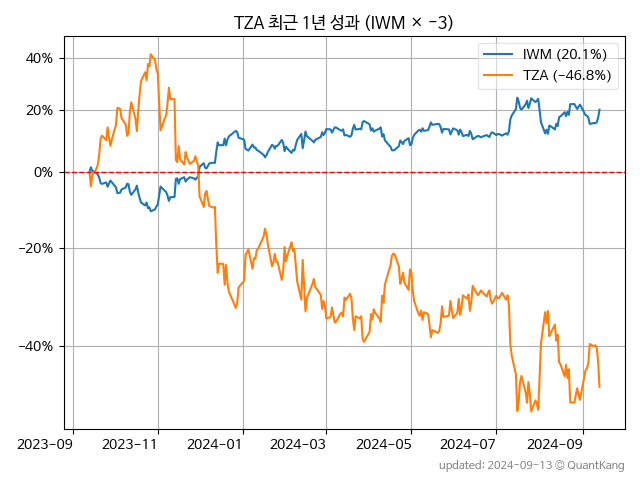 TZA 최근 1년 성과 (IWM × −3)
IWM (20.1%)
TZA (−46.8%)
40%
20%
0%
−20%
−40%
2023-09 2023-11 2024-01 2024-03 2024-05 2024-07 2024-09
updated: 2024-09-13 © QuantKang